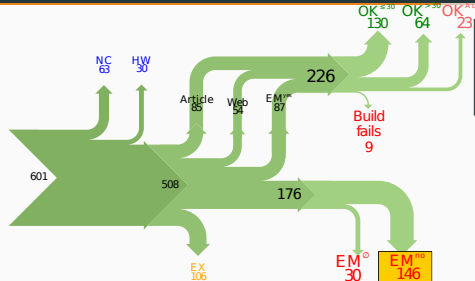 OK≤30
130
OK>30
64
OK
23
NC
63
HW
30
226
Article
85
Web
54
EMyes
87
Build
fails
9
601
508
176
EX
106
EM∅
30
EMno
146